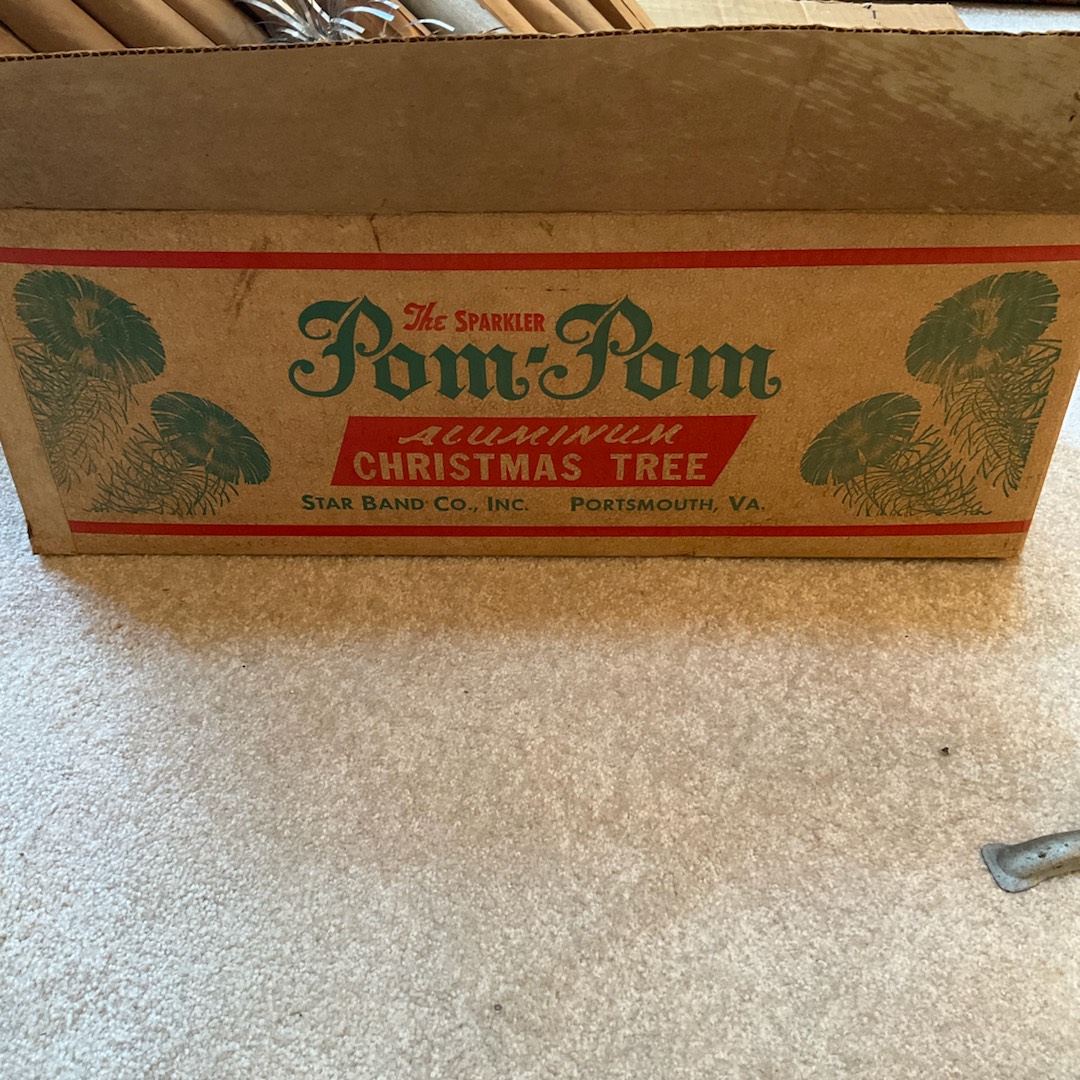 The SPARKLER
Pom-Pom
ALUMINUM
CHRISTMAS TREE
STAR BAND CO., INC. PORTSMOUTH, VA.